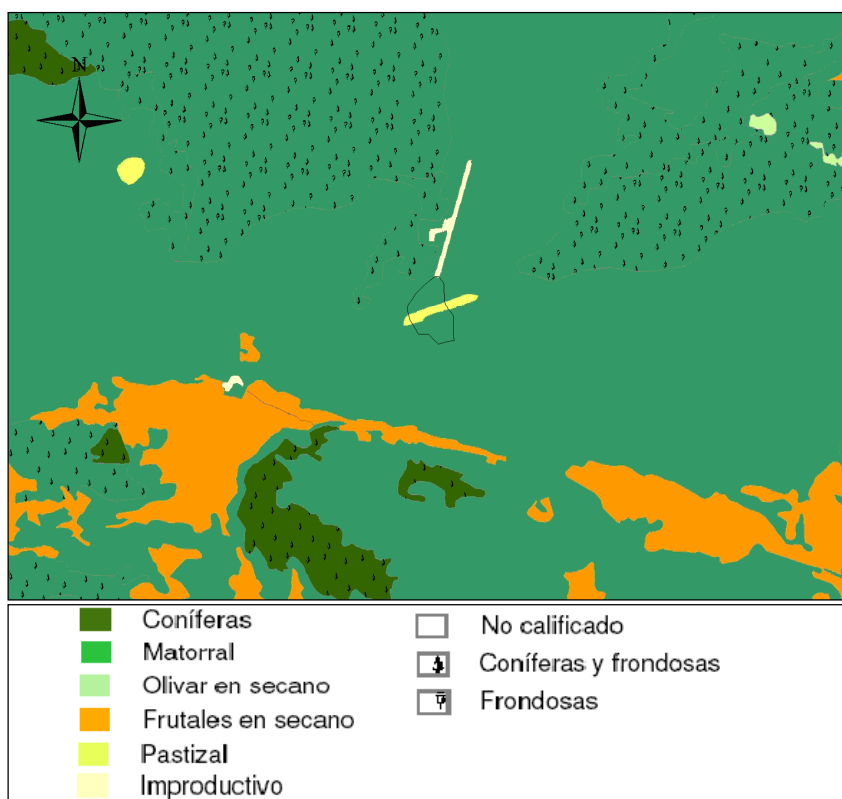 N
Coníferas
Matorral
Olivar en secano
Frutales en secano
Pastizal
Improductivo
No calificado
Coníferas y frondosas
Frondosas